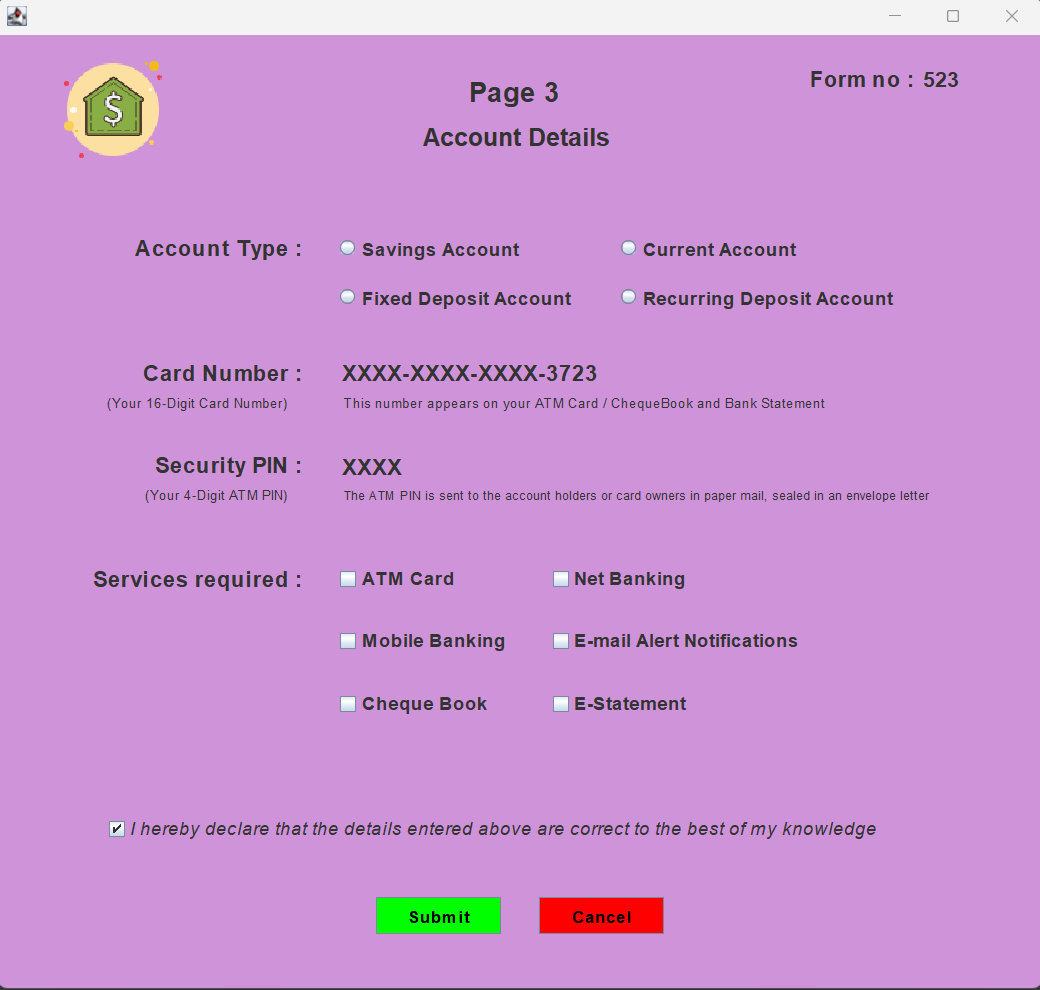 Page 3
Form no : 523
Account Details
Account Type :
Savings Account
Current Account
Fixed Deposit Account
Recurring Deposit Account
Card Number :
XXXX-XXXX-XXXX-3723
(Your 16-Digit Card Number)
This number appears on your ATM Card / ChequeBook and Bank Statement
Security PIN :
XXXX
(Your 4-Digit ATM PIN)
The ATM PIN is sent to the account holders or card owners in paper mail, sealed in an envelope letter
Services required :
ATM Card
Net Banking
Mobile Banking
E-mail Alert Notifications
Cheque Book
E-Statement
I hereby declare that the details entered above are correct to the best of my knowledge
Submit
Cancel